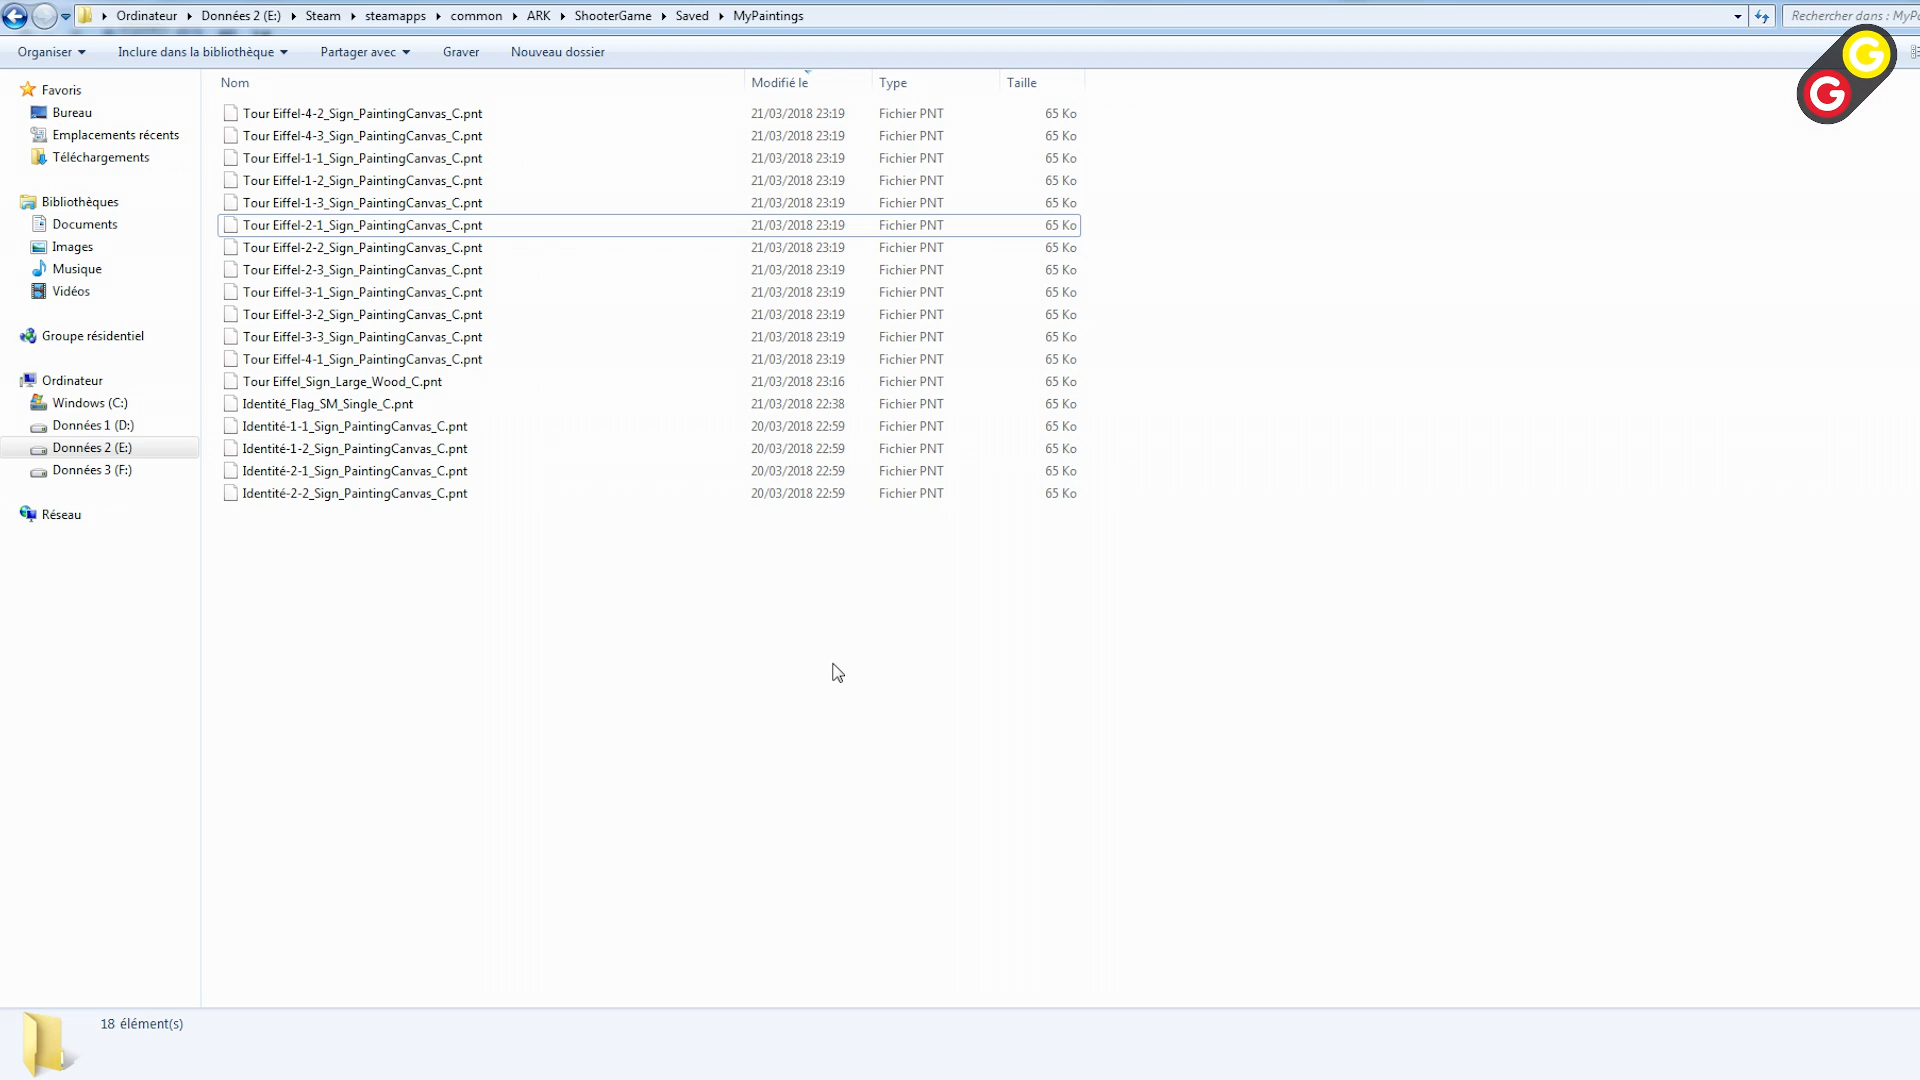 Ordinateur Données 2 (E:) Steam steamapps common ARK ShooterGame Saved MyPaintings
Rechercher dans : MyPa
Organiser Inclure dans la bibliothèque Partager avec Graver Nouveau dossier
G
G
Favoris
Bureau
Emplacements récents
Téléchargements
Bibliothèques
Documents
Images
Musique
Vidéos
Groupe résidentiel
Ordinateur
Windows (C:)
Données 1 (D:)
Données 2 (E:)
Données 3 (F:)
Réseau
Nom Modifié le Type Taille
Tour Eiffel-4-2_Sign_PaintingCanvas_C.pnt 21/03/2018 23:19 Fichier PNT 65 Ko
Tour Eiffel-4-3_Sign_PaintingCanvas_C.pnt 21/03/2018 23:19 Fichier PNT 65 Ko
Tour Eiffel-1-1_Sign_PaintingCanvas_C.pnt 21/03/2018 23:19 Fichier PNT 65 Ko
Tour Eiffel-1-2_Sign_PaintingCanvas_C.pnt 21/03/2018 23:19 Fichier PNT 65 Ko
Tour Eiffel-1-3_Sign_PaintingCanvas_C.pnt 21/03/2018 23:19 Fichier PNT 65 Ko
Tour Eiffel-2-1_Sign_PaintingCanvas_C.pnt 21/03/2018 23:19 Fichier PNT 65 Ko
Tour Eiffel-2-2_Sign_PaintingCanvas_C.pnt 21/03/2018 23:19 Fichier PNT 65 Ko
Tour Eiffel-2-3_Sign_PaintingCanvas_C.pnt 21/03/2018 23:19 Fichier PNT 65 Ko
Tour Eiffel-3-1_Sign_PaintingCanvas_C.pnt 21/03/2018 23:19 Fichier PNT 65 Ko
Tour Eiffel-3-2_Sign_PaintingCanvas_C.pnt 21/03/2018 23:19 Fichier PNT 65 Ko
Tour Eiffel-3-3_Sign_PaintingCanvas_C.pnt 21/03/2018 23:19 Fichier PNT 65 Ko
Tour Eiffel-4-1_Sign_PaintingCanvas_C.pnt 21/03/2018 23:19 Fichier PNT 65 Ko
Tour Eiffel_Sign_Large_Wood_C.pnt 21/03/2018 23:16 Fichier PNT 65 Ko
Identité_Flag_SM_Single_C.pnt 21/03/2018 22:38 Fichier PNT 65 Ko
Identité-1-1_Sign_PaintingCanvas_C.pnt 20/03/2018 22:59 Fichier PNT 65 Ko
Identité-1-2_Sign_PaintingCanvas_C.pnt 20/03/2018 22:59 Fichier PNT 65 Ko
Identité-2-1_Sign_PaintingCanvas_C.pnt 20/03/2018 22:59 Fichier PNT 65 Ko
Identité-2-2_Sign_PaintingCanvas_C.pnt 20/03/2018 22:59 Fichier PNT 65 Ko
18 élément(s)